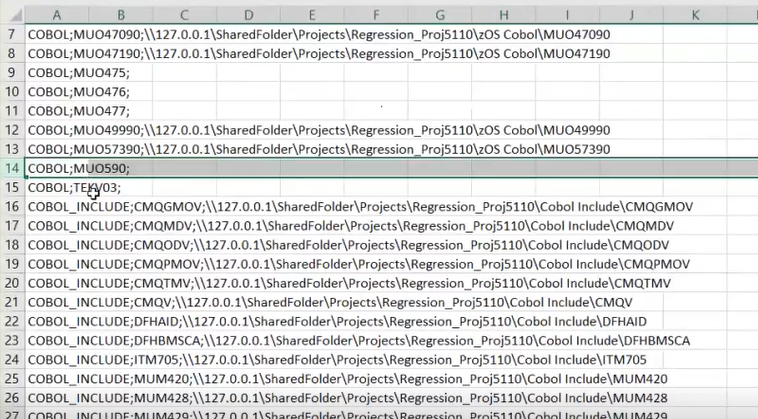 A B C D E F G H I J K
7 COBOL;MUO47090;\\127.0.0.1\SharedFolder\Projects\Regression_Proj5110\zOS Cobol\MUO47090
8 COBOL;MUO47190;\\127.0.0.1\SharedFolder\Projects\Regression_Proj5110\zOS Cobol\MUO47190
9 COBOL;MUO475;
10 COBOL;MUO476;
11 COBOL;MUO477;
12 COBOL;MUO49990;\\127.0.0.1\SharedFolder\Projects\Regression_Proj5110\zOS Cobol\MUO49990
13 COBOL;MUO57390;\\127.0.0.1\SharedFolder\Projects\Regression_Proj5110\zOS Cobol\MUO57390
14 COBOL;MUO590;
15
16 COBOL_INCLUDE;CMQGMOV;\\127.0.0.1\SharedFolder\Projects\Regression_Proj5110\Cobol Include\CMQGMOV
17 COBOL_INCLUDE;CMQMDV;\\127.0.0.1\SharedFolder\Projects\Regression_Proj5110\Cobol Include\CMQMDV
18 COBOL_INCLUDE;CMQODV;\\127.0.0.1\SharedFolder\Projects\Regression_Proj5110\Cobol Include\CMQODV
19 COBOL_INCLUDE;CMQPMOV;\\127.0.0.1\SharedFolder\Projects\Regression_Proj5110\Cobol Include\CMQPMOV
20 COBOL_INCLUDE;CMQTMV;\\127.0.0.1\SharedFolder\Projects\Regression_Proj5110\Cobol Include\CMQTMV
21 COBOL_INCLUDE;CMQV;\\127.0.0.1\SharedFolder\Projects\Regression_Proj5110\Cobol Include\CMQV
22 COBOL_INCLUDE;DFHAID;\\127.0.0.1\SharedFolder\Projects\Regression_Proj5110\Cobol Include\DFHAID
23 COBOL_INCLUDE;DFHBMSCA;\\127.0.0.1\SharedFolder\Projects\Regression_Proj5110\Cobol Include\DFHBMSCA
24 COBOL_INCLUDE;ITM705;\\127.0.0.1\SharedFolder\Projects\Regression_Proj5110\Cobol Include\ITM705
25 COBOL_INCLUDE;MUM420;\\127.0.0.1\SharedFolder\Projects\Regression_Proj5110\Cobol Include\MUM420
26 COBOL_INCLUDE;MUM428;\\127.0.0.1\SharedFolder\Projects\Regression_Proj5110\Cobol Include\MUM428
27 COBOL_INCLUDE;MUM429;\\127.0.0.1\SharedFolder\Projects\Regression_Proj5110\Cobol Include\MUM429